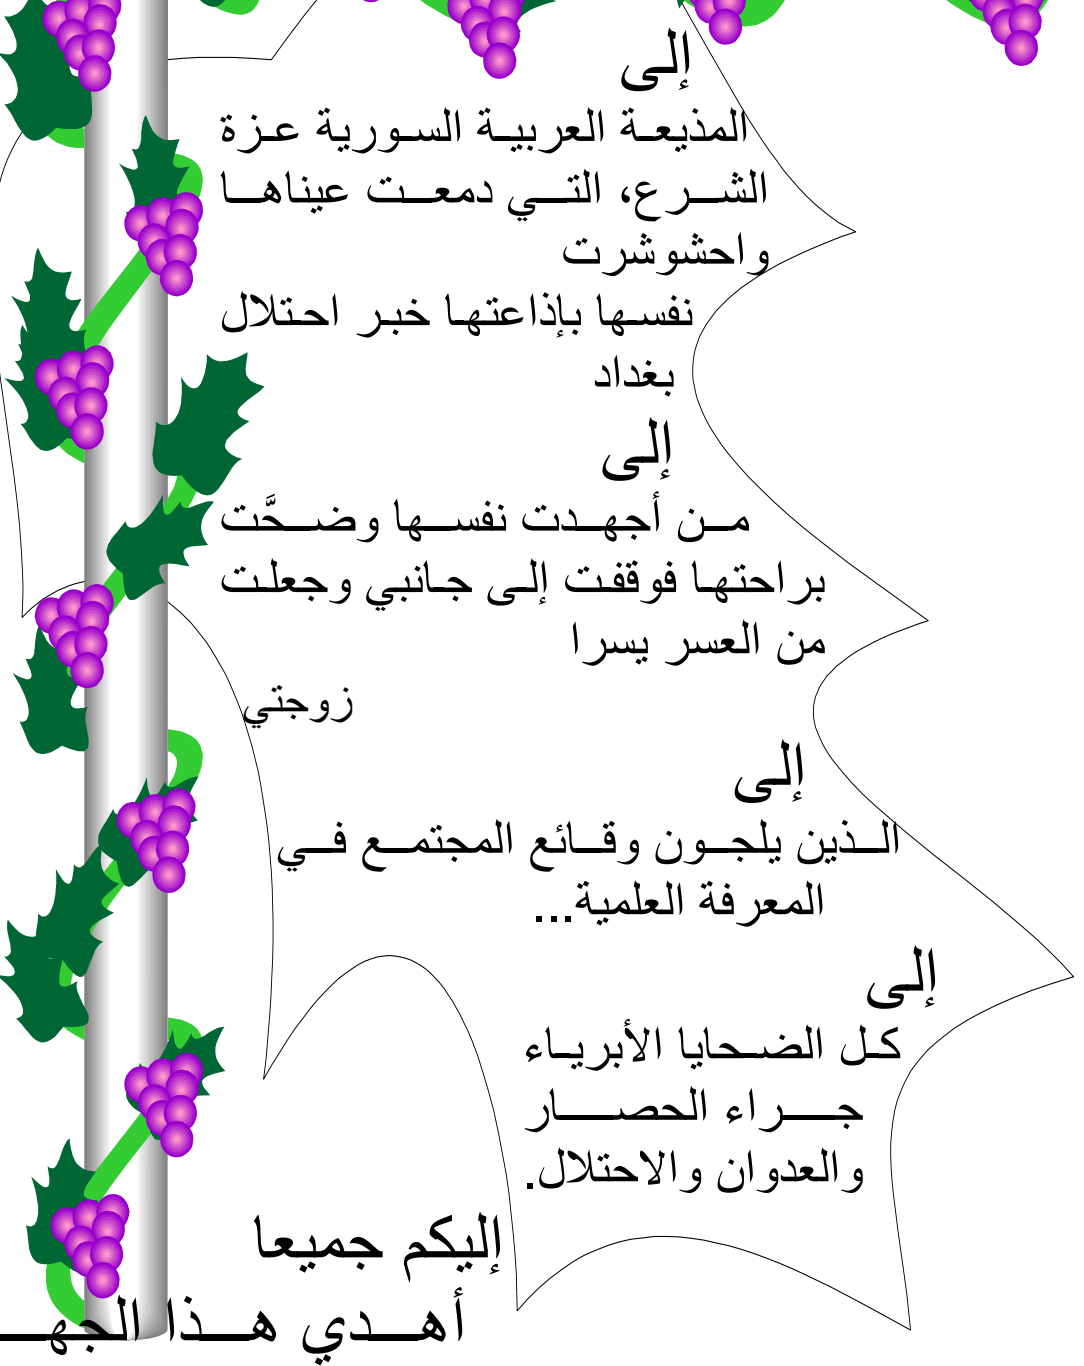 إلى
المذيعة العربية السورية عزة
الشرع، التي دمعت عيناها
واحشوشرت
نفسها بإذاعتها خبر احتلال
بغداد
إلى
من أجهدت نفسها وضحَّت
براحتها فوقفت إلى جانبي وجعلت
من العسر يسرا
زوجتي
إلى
الذين يلجون وقائع المجتمع في
المعرفة العلمية...
إلى
كل الضحايا الأبرياء
جراء الحصار
والعدوان والاحتلال.
إليكم جميعا
أهدي هذا